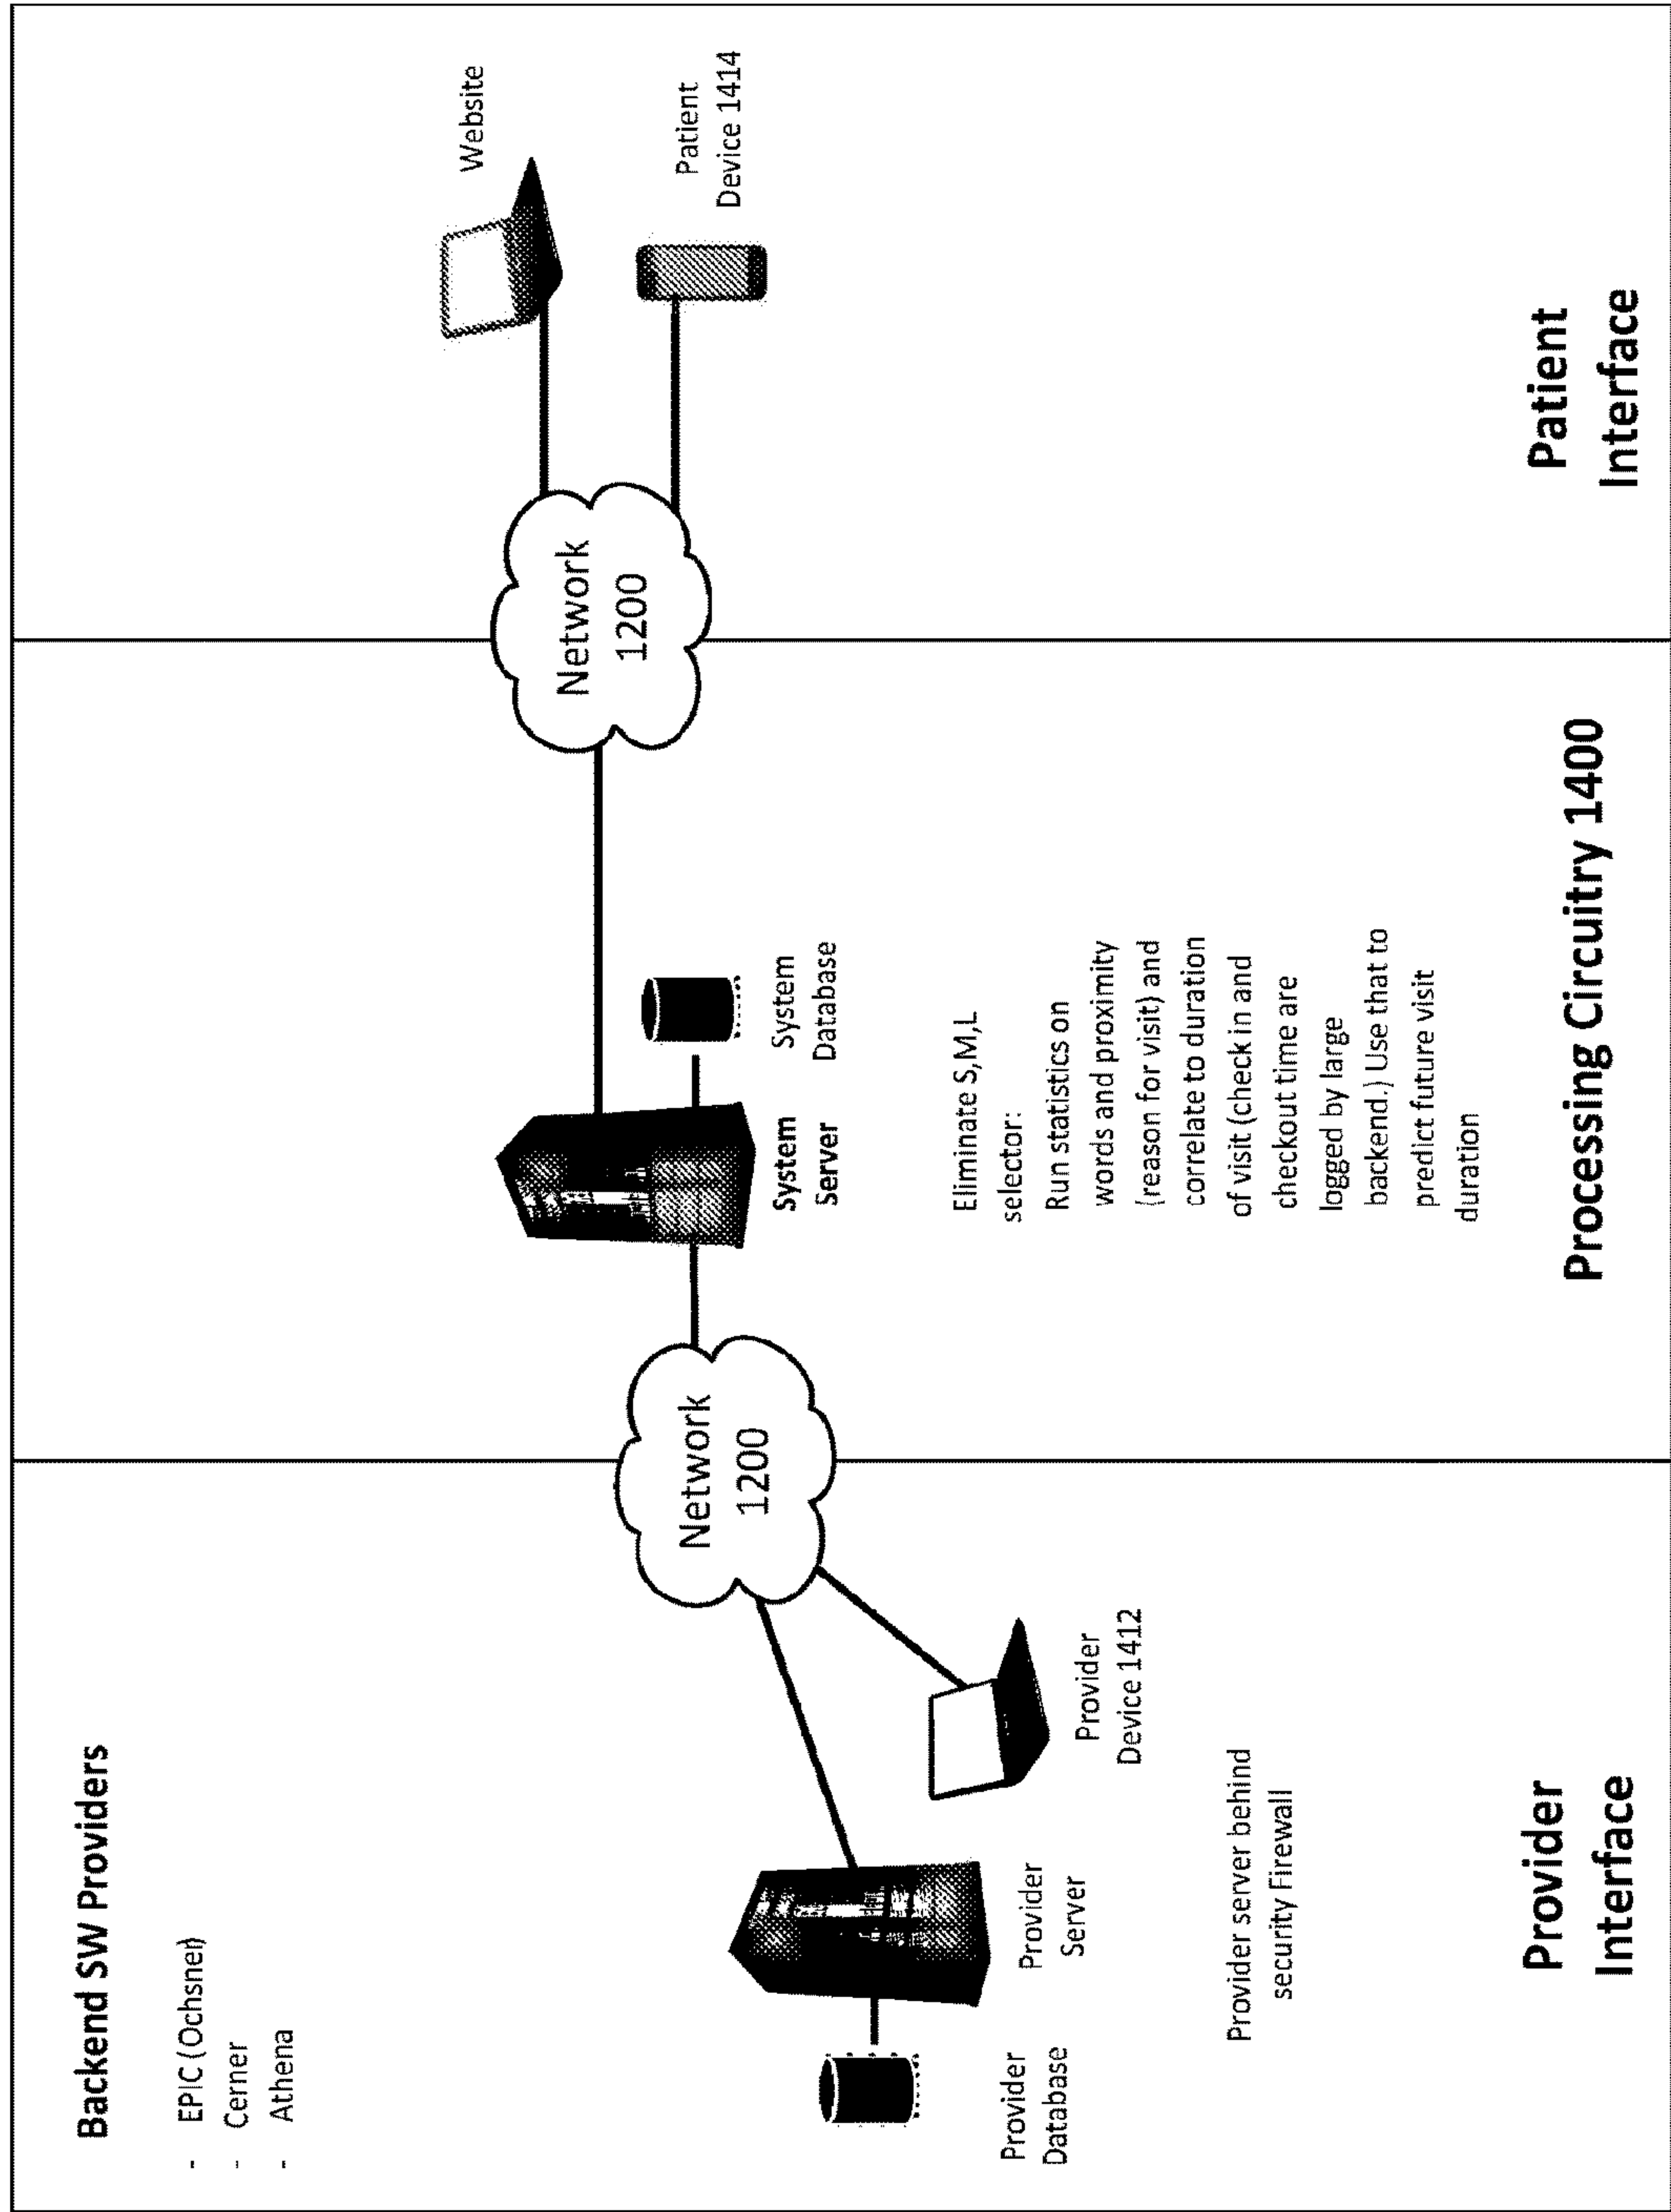 Backend SW Providers
- EPIC (Ochsner)
- Cerner
- Athena
Provider
Database
Provider
Server
Provider
Device 1412
Provider server behind
security Firewall
Provider
Interface
Network
1200
System
Server
System
Database
Eliminate S,M,L
selector:
Run statistics on
words and proximity
(reason for visit) and
correlate to duration
of visit (check in and
checkout time are
logged by large
backend.) Use that to
predict future visit
duration
Processing Circuitry 1400
Network
1200
Website
Patient
Device 1414
Patient
Interface